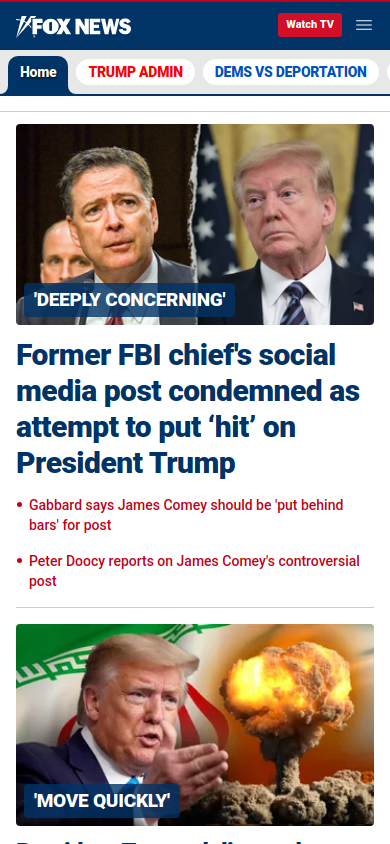 FOX NEWS
Watch TV
Home
TRUMP ADMIN
DEMS VS DEPORTATION
'DEEPLY CONCERNING'
Former FBI chief's social
media post condemned as
attempt to put ‘hit’ on
President Trump
• Gabbard says James Comey should be 'put behind
bars' for post
• Peter Doocy reports on James Comey's controversial
post
'MOVE QUICKLY'